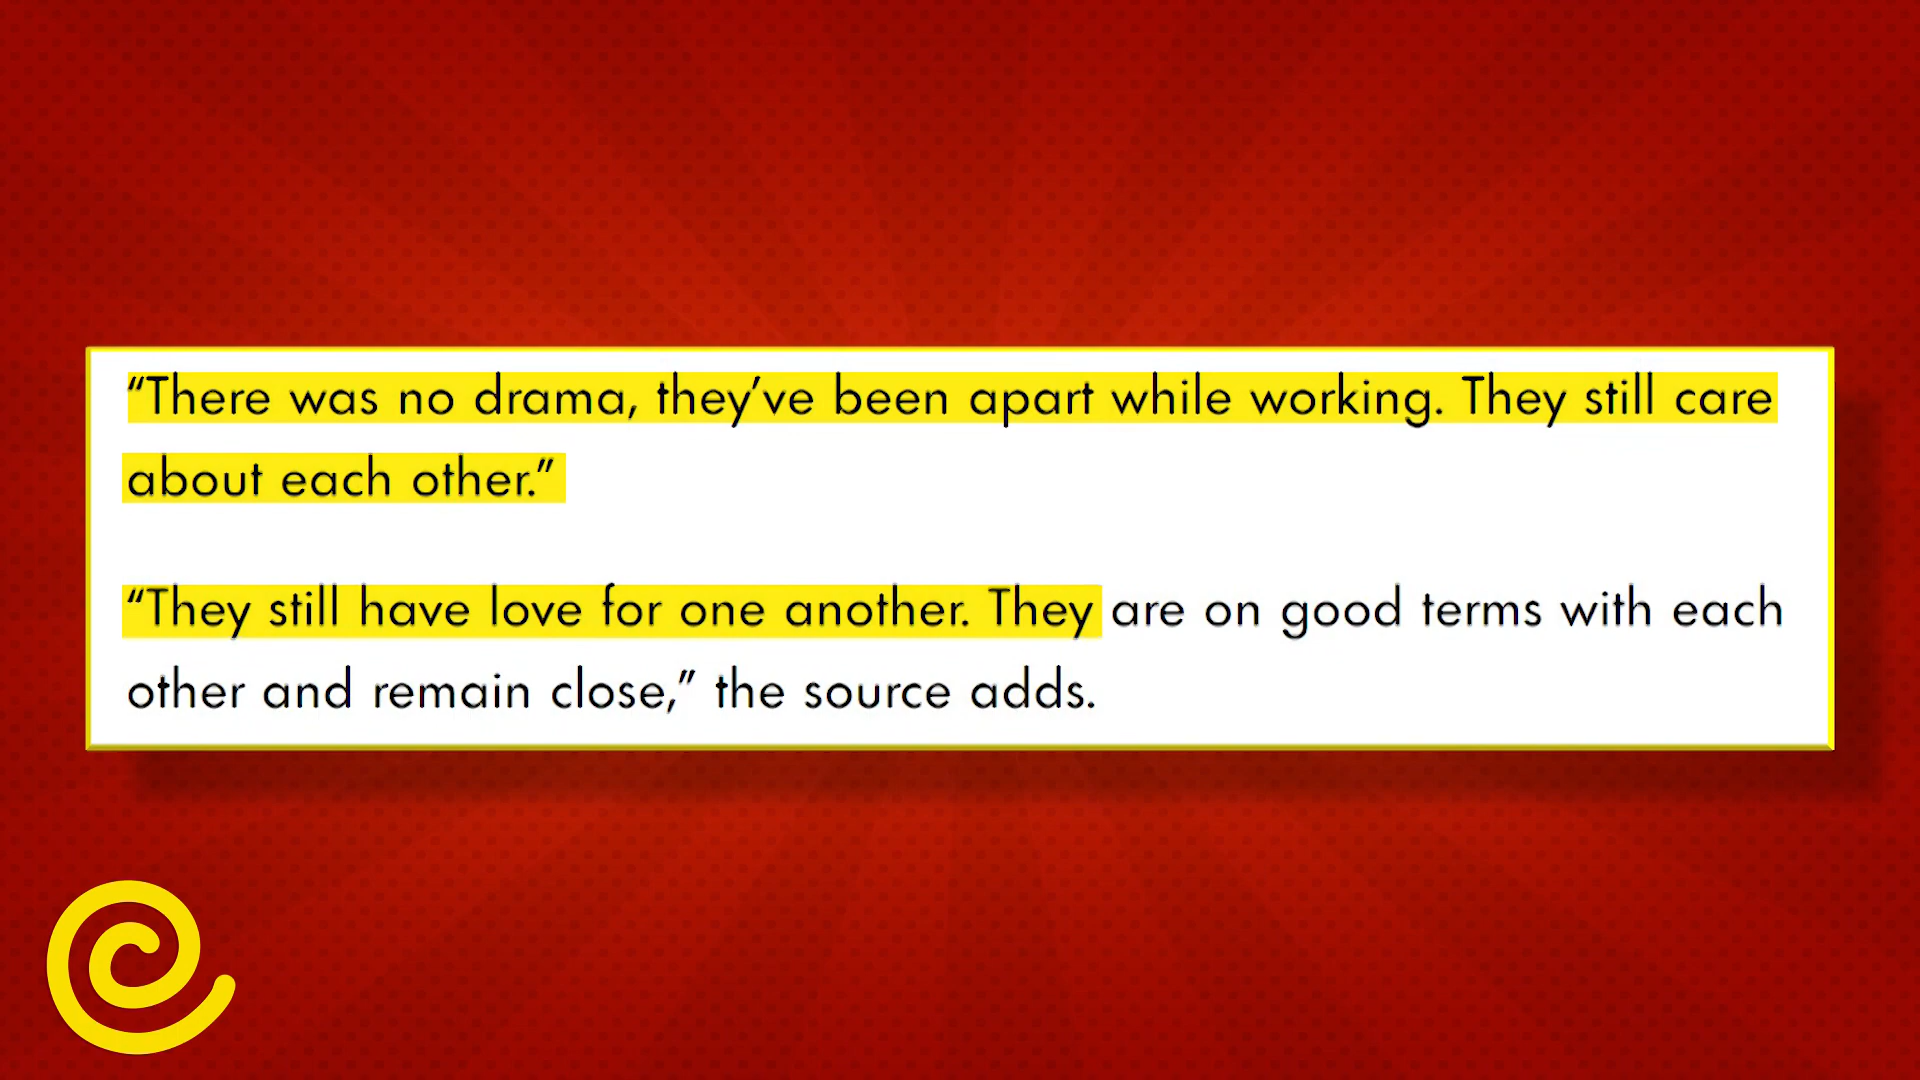 “There was no drama, they’ve been apart while working. They still care
about each other.”
“They still have love for one another. They are on good terms with each
other and remain close,” the source adds.